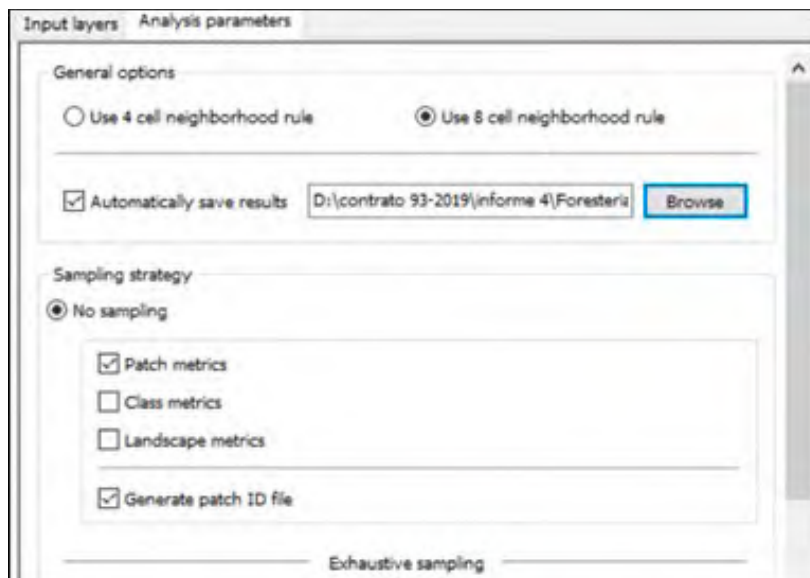 Input layers Analysis parameters
General options
Use 4 cell neighborhood rule Use 8 cell neighborhood rule
Automatically save results D:\contrato 93-2019\informe 4\Foresteria Browse
Sampling strategy
No sampling
Patch metrics
Class metrics
Landscape metrics
Generate patch ID file
Exhaustive sampling